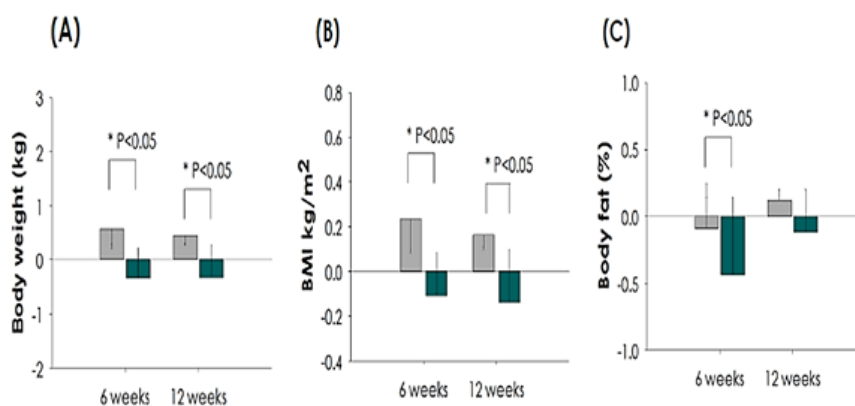 (A)
Body weight (kg)
3
2
1
0
-1
-2
* P<0.05
* P<0.05
6 weeks
12 weeks
(B)
BMI kg/m2
0.8
0.6
0.4
0.2
0.0
-0.2
-0.4
* P<0.05
* P<0.05
6 weeks
12 weeks
(C)
Body fat (%)
1.0
0.5
0.0
-0.5
-1.0
* P<0.05
6 weeks
12 weeks